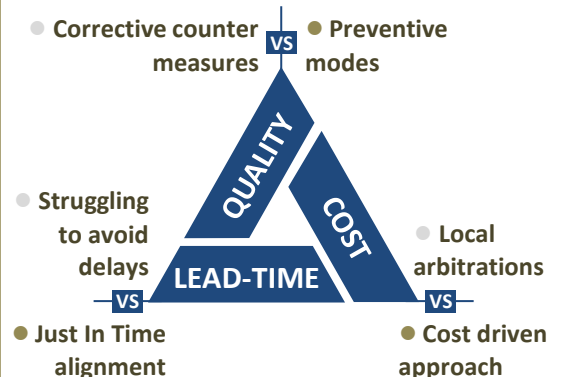 Corrective counter
measures
VS
Preventive
modes
QUALITY
COST
LEAD-TIME
Struggling
to avoid
delays
VS
Just In Time
alignment
Local
arbitrations
VS
Cost driven
approach